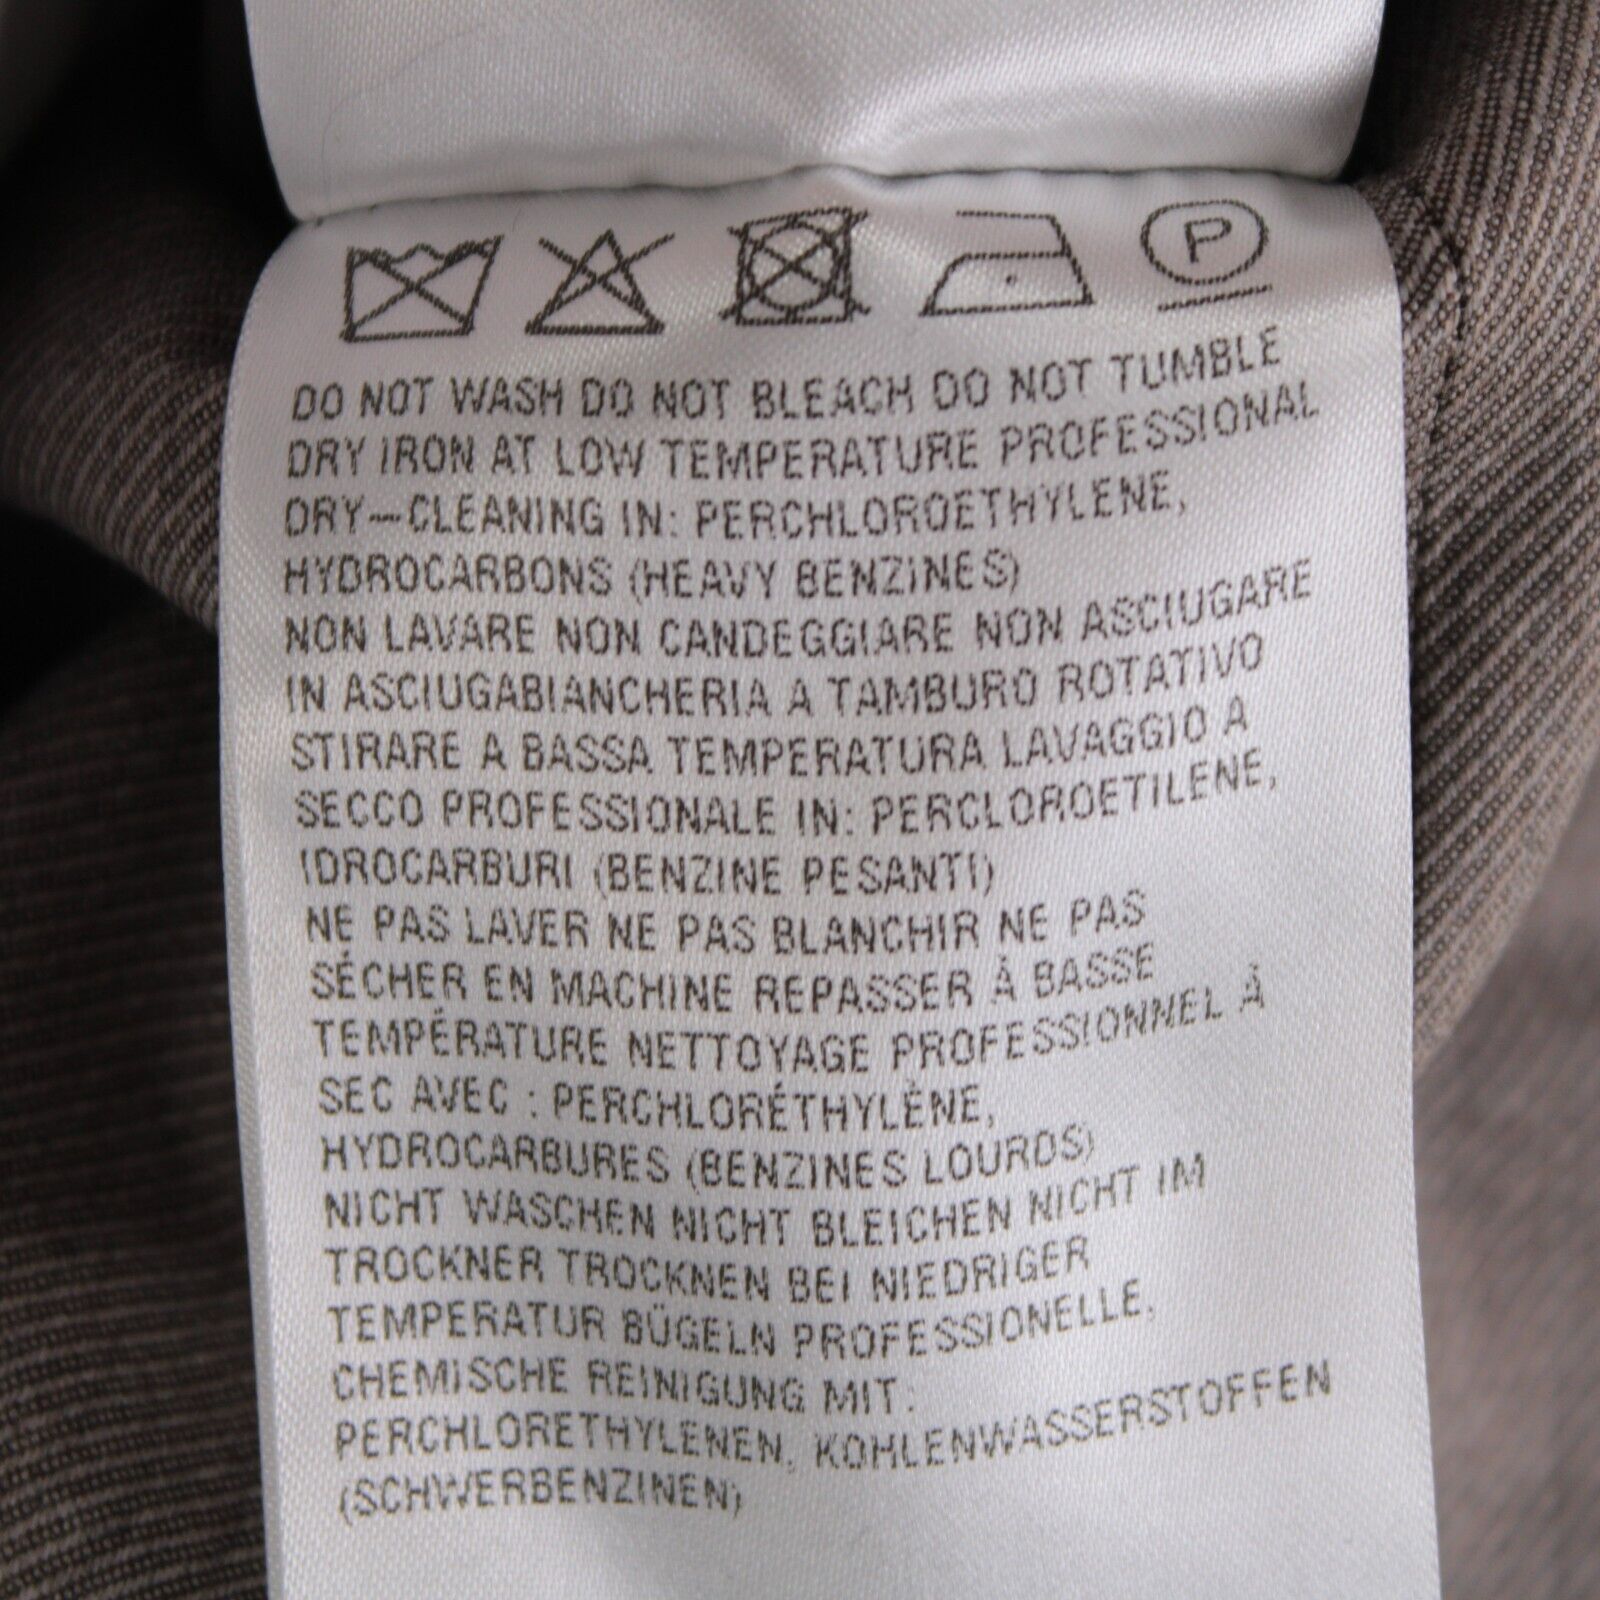 P
DO NOT WASH DO NOT BLEACH DO NOT TUMBLE
DRY IRON AT LOW TEMPERATURE PROFESSIONAL
DRY-CLEANING IN: PERCHLOROETHYLENE,
HYDROCARBONS (HEAVY BENZINES)
NON LAVARE NON CANDEGGIARE NON ASCIUGARE
IN ASCIUGABIANCHERIA A TAMBURO ROTATIVO
STIRARE A BASSA TEMPERATURA LAVAGGIO A
SECCO PROFESSIONALE IN: PERCLOROETILENE,
IDROCARBURI (BENZINE PESANTI)
NE PAS LAVER NE PAS BLANCHIR NE PAS
SÉCHER EN MACHINE REPASSER À BASSE
TEMPÉRATURE NETTOYAGE PROFESSIONNEL À
SEC AVEC : PERCHLORÉTHYLÈNE,
HYDROCARBURES (BENZINES LOURDS)
NICHT WASCHEN NICHT BLEICHEN NICHT IM
TROCKNER TROCKNEN BEI NIEDRIGER
TEMPERATUR BÜGELN PROFESSIONELLE,
CHEMISCHE REINIGUNG MIT:
PERCHLORETHYLENEN, KOHLENWASSERSTOFFEN
(SCHWERBENZINEN)